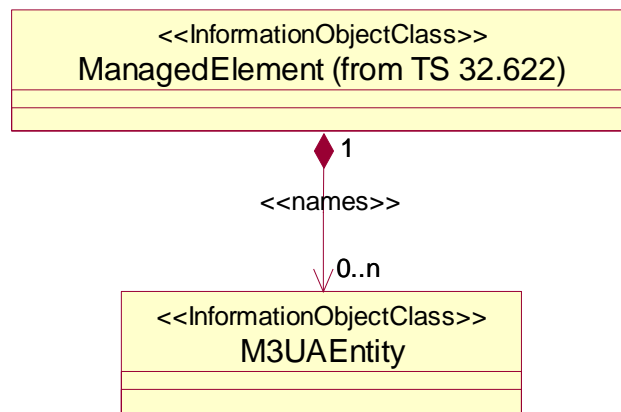 <<InformationObjectClass>>
ManagedElement (from TS 32.622)
1
<<names>>
0..n
<<InformationObjectClass>>
M3UAEntity